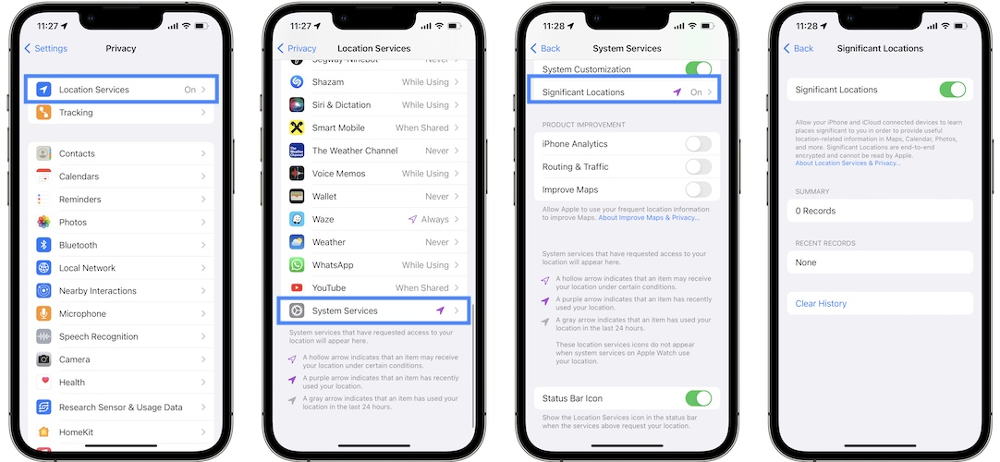 11:27
Settings
Privacy
Location Services
On
Tracking
Contacts
Calendars
Reminders
Photos
Bluetooth
Local Network
Nearby Interactions
Microphone
Speech Recognition
Camera
Health
Research Sensor & Usage Data
HomeKit
11:27
Privacy
Location Services
Segway-Ninebot
Shazam
While Using
Siri & Dictation
While Using
Smart Mobile
When Shared
The Weather Channel
Never
Voice Memos
While Using
Wallet
Never
Waze
Always
Weather
Never
WhatsApp
While Using
YouTube
When Shared
System Services
System services that have requested access to your
location will appear here.
A hollow arrow indicates that an item may receive
your location under certain conditions.
A purple arrow indicates that an item has recently
used your location.
A gray arrow indicates that an item has used your
location in the last 24 hours.
11:28
Back
System Services
System Customization
Significant Locations
On
PRODUCT IMPROVEMENT
iPhone Analytics
Routing & Traffic
Improve Maps
Allow Apple to use your frequent location information
to improve Maps. About Improve Maps & Privacy...
System services that have requested access to your
location will appear here.
A hollow arrow indicates that an item may receive
your location under certain conditions.
A purple arrow indicates that an item has recently
used your location.
A gray arrow indicates that an item has used your
location in the last 24 hours.
These location services icons do not appear
when system services on Apple Watch use
your location.
Status Bar Icon
Show the Location Services icon in the status bar
when the services above request your location.
11:28
Back
Significant Locations
Significant Locations
Allow your iPhone and iCloud connected devices to learn
places significant to you in order to provide useful
location-related information in Maps, Calendar, Photos,
and more. Significant Locations are end-to-end
encrypted and cannot be read by Apple.
About Location Services & Privacy...
SUMMARY
0 Records
RECENT RECORDS
None
Clear History